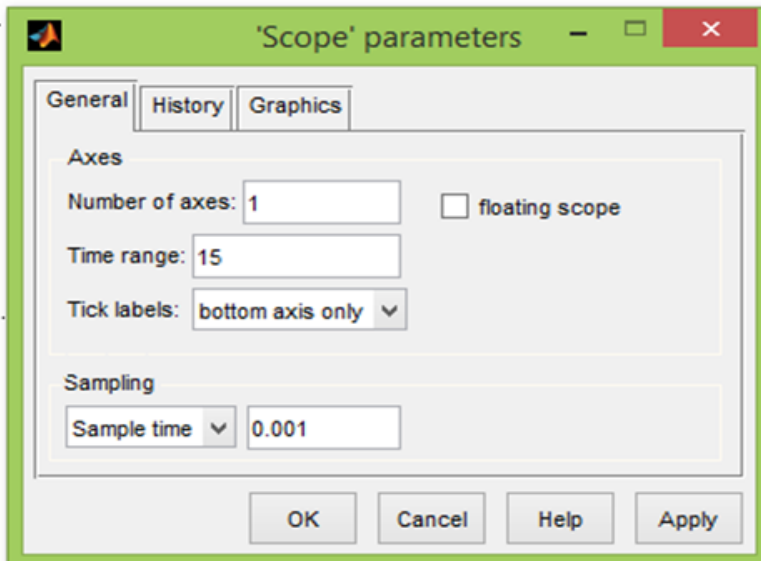 'Scope' parameters
General History Graphics
Axes
Number of axes: 1 floating scope
Time range: 15
Tick labels: bottom axis only
Sampling
Sample time 0.001
OK Cancel Help Apply